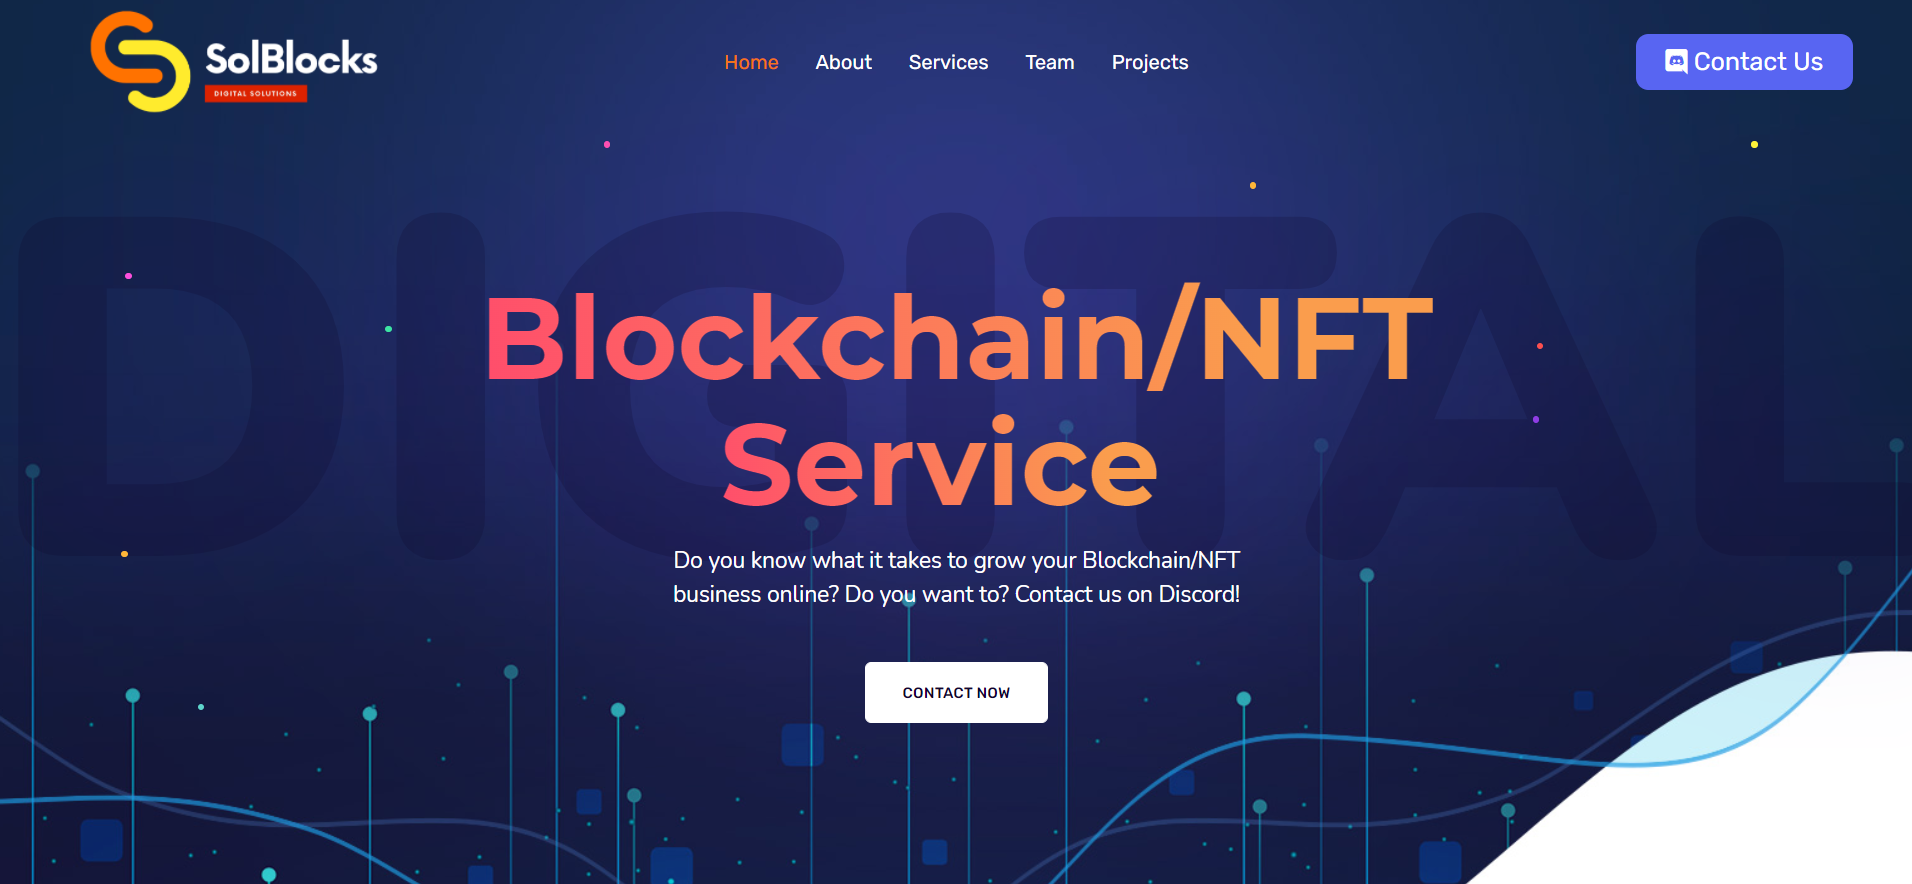 SolBlocks
DIGITAL SOLUTIONS
Home About Services Team Projects
Contact Us
DIGITAL
Blockchain/NFT
Service
Do you know what it takes to grow your Blockchain/NFT
business online? Do you want to? Contact us on Discord!
CONTACT NOW